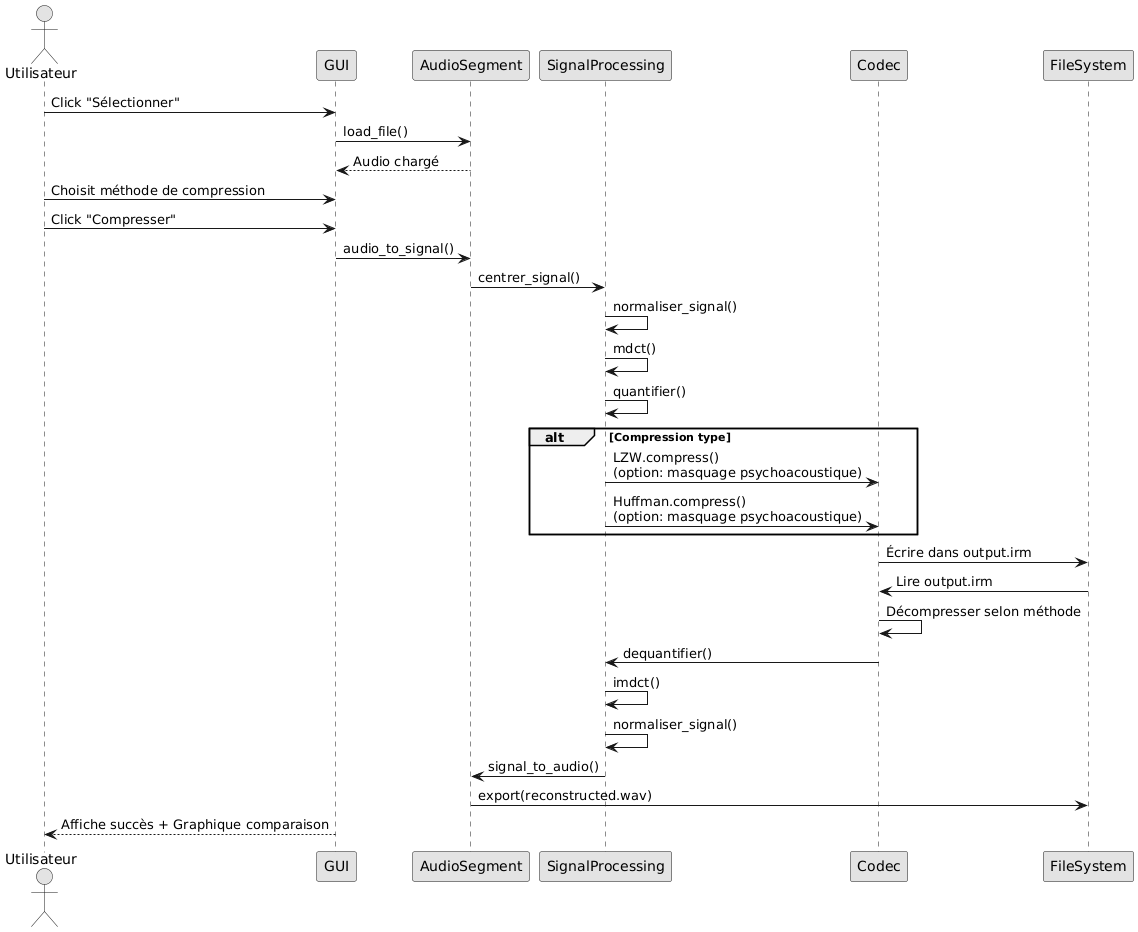 Utilisateur
GUI
AudioSegment
SignalProcessing
Codec
FileSystem
Click "Sélectionner"
load_file()
Audio chargé
Choisit méthode de compression
Click "Compresser"
audio_to_signal()
centrer_signal()
normaliser_signal()
mdct()
quantifier()
alt
[Compression type]
LZW.compress()
(option: masquage psychoacoustique)
Huffman.compress()
(option: masquage psychoacoustique)
Écrire dans output.irm
Lire output.irm
Décompresser selon méthode
dequantifier()
imdct()
normaliser_signal()
signal_to_audio()
export(reconstructed.wav)
Affiche succès + Graphique comparaison
Utilisateur
GUI
AudioSegment
SignalProcessing
Codec
FileSystem